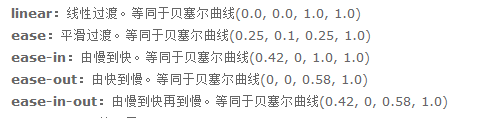 linear：线性过渡。等同于贝塞尔曲线(0.0, 0.0, 1.0, 1.0)
ease：平滑过渡。等同于贝塞尔曲线(0.25, 0.1, 0.25, 1.0)
ease-in：由慢到快。等同于贝塞尔曲线(0.42, 0, 1.0, 1.0)
ease-out：由快到慢。等同于贝塞尔曲线(0, 0, 0.58, 1.0)
ease-in-out：由慢到快再到慢。等同于贝塞尔曲线(0.42, 0, 0.58, 1.0)